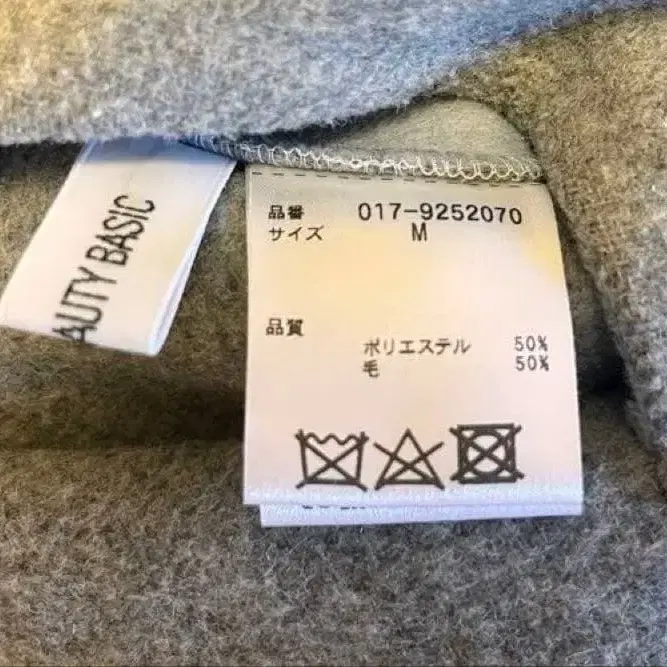 AUTY BASIC
品番 017-9252070
サイズ M
品質
ポリエステル 50%
毛 50%